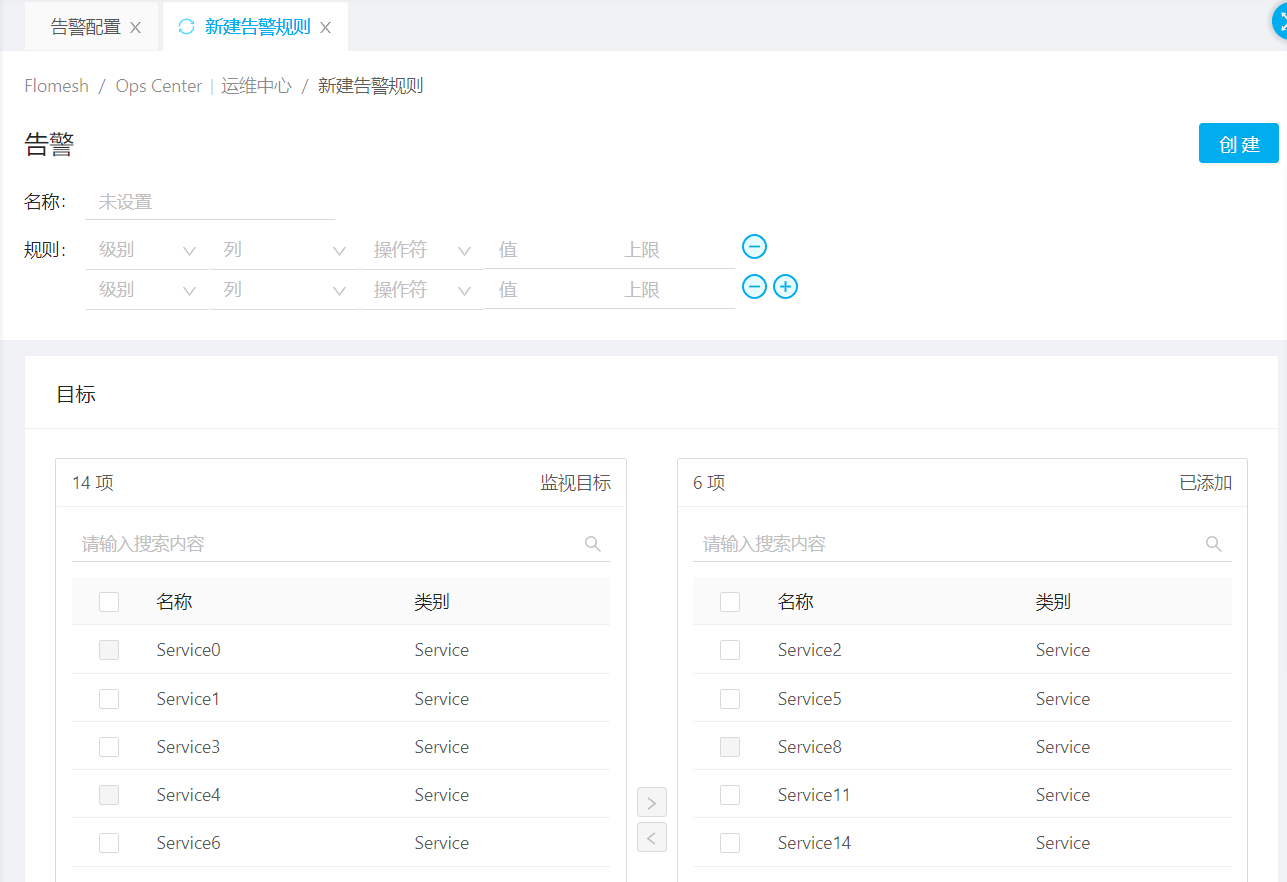 告警配置 新建告警规则
Flomesh / Ops Center | 运维中心 / 新建告警规则
告警
创 建
名称: 未设置
规则: 级别 列 操作符 值 上限
级别 列 操作符 值 上限
目标
14 项 监视目标
请输入搜索内容
名称 类别
Service0 Service
Service1 Service
Service3 Service
Service4 Service
Service6 Service
6 项 已添加
请输入搜索内容
名称 类别
Service2 Service
Service5 Service
Service8 Service
Service11 Service
Service14 Service